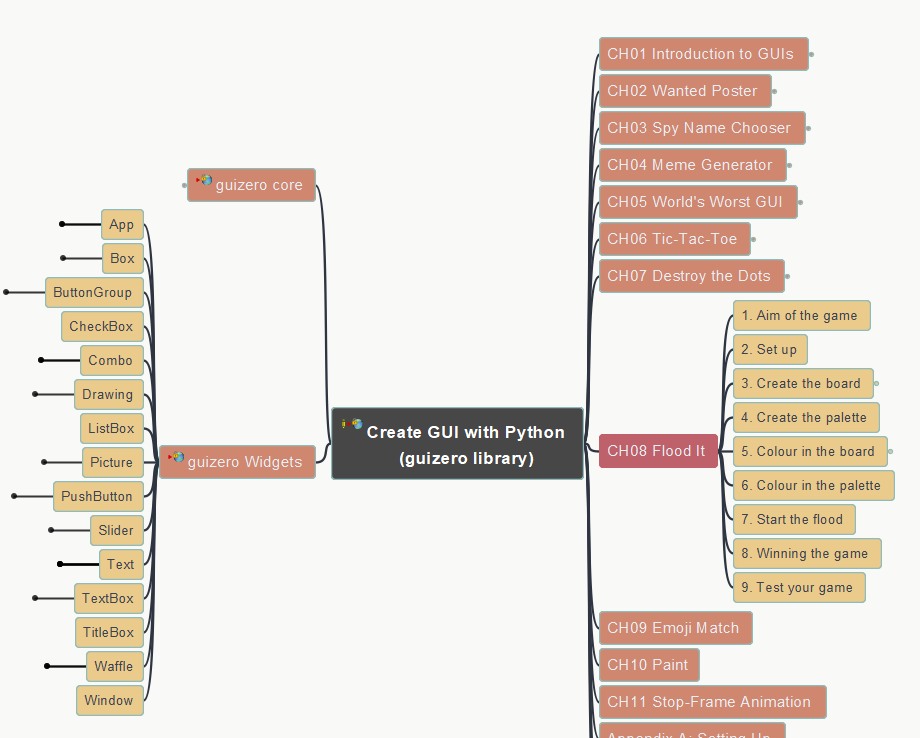 Create GUI with Python
(guizero library)
guizero core
guizero Widgets
App
Box
ButtonGroup
CheckBox
Combo
Drawing
ListBox
Picture
PushButton
Slider
Text
TextBox
TitleBox
Waffle
Window
CH01 Introduction to GUIs
CH02 Wanted Poster
CH03 Spy Name Chooser
CH04 Meme Generator
CH05 World's Worst GUI
CH06 Tic-Tac-Toe
CH07 Destroy the Dots
CH08 Flood It
1. Aim of the game
2. Set up
3. Create the board
4. Create the palette
5. Colour in the board
6. Colour in the palette
7. Start the flood
8. Winning the game
9. Test your game
CH09 Emoji Match
CH10 Paint
CH11 Stop-Frame Animation
Appendix A: Setting Up